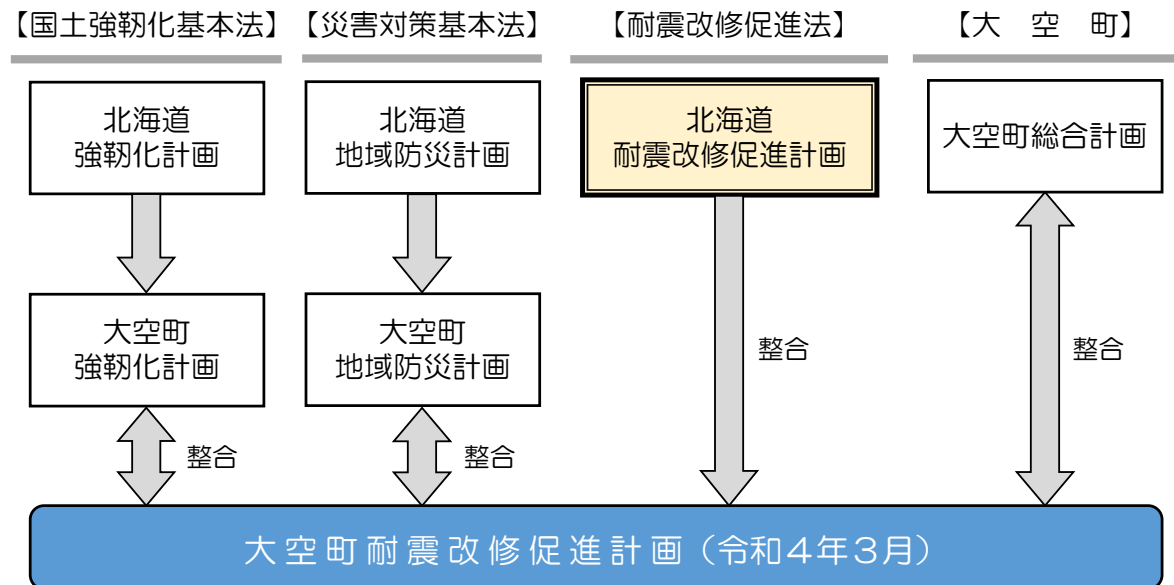 【国土強靭化基本法】
【災害対策基本法】
【耐震改修促進法】
【大　空　町】
北海道
強靭化計画
北海道
地域防災計画
北海道
耐震改修促進計画
大空町総合計画
大空町
強靭化計画
大空町
地域防災計画
整合
整合
整合
整合
大空町耐震改修促進計画（令和４年３月）